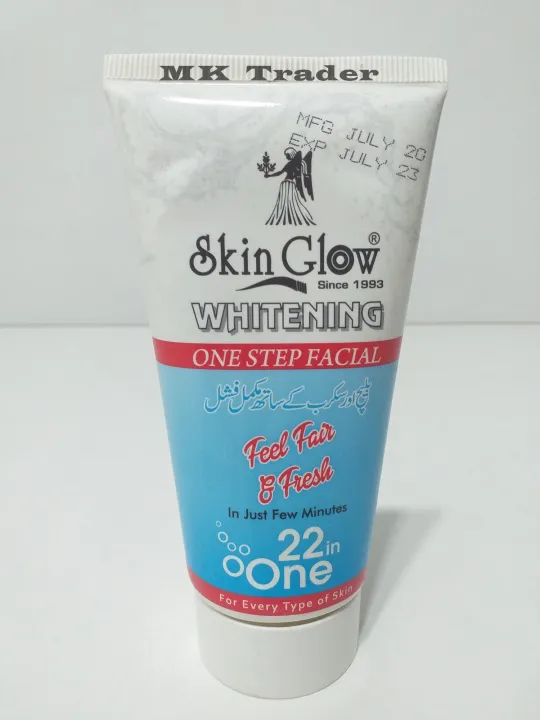 MK Trader
MFG JULY 20
EXP JULY 23
Skin Glow®
Since 1993
WHITENING
ONE STEP FACIAL
بلیچ اور سکرب کے ساتھ مکمل فیشل
Feel Fair
& Fresh
In Just Few Minutes
22 in
One
For Every Type of Skin